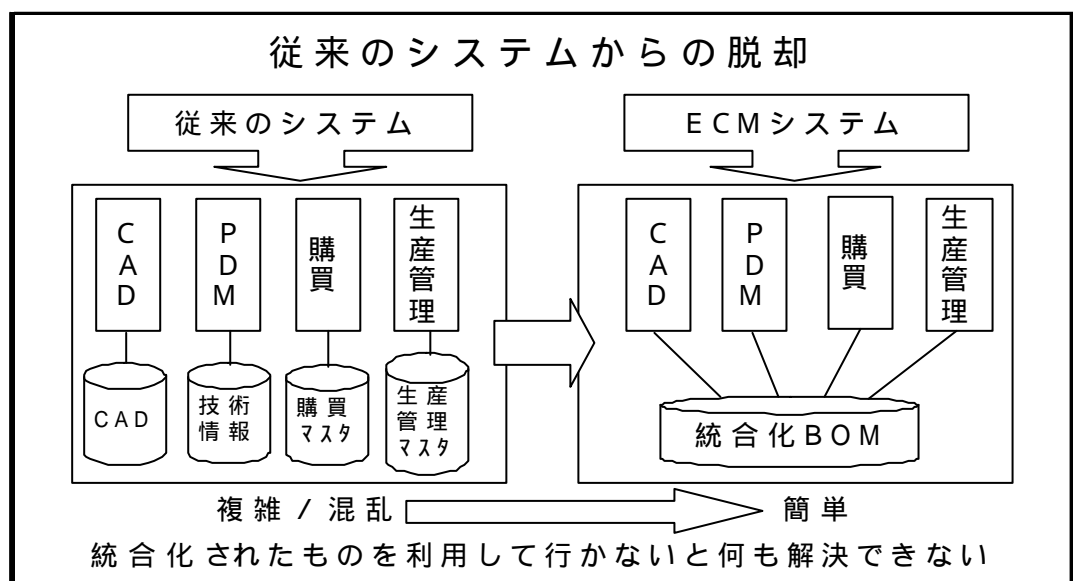 従来のシステムからの脱却
従来のシステム
ECMシステム
CAD
PDM
購買
生産管理
CAD
PDM
購買
生産管理
CAD
技術
情報
購買
マスタ
生産
管理
マスタ
統合化BOM
複雑/混乱
簡単
統合化されたものを利用して行かないと何も解決できない